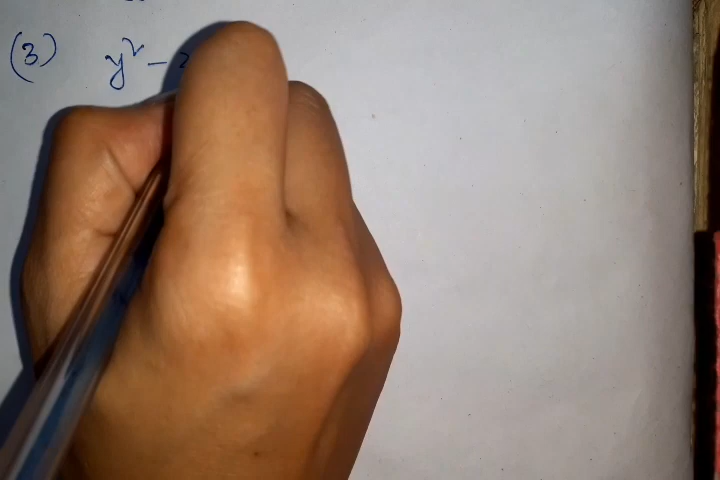 (3) y² –